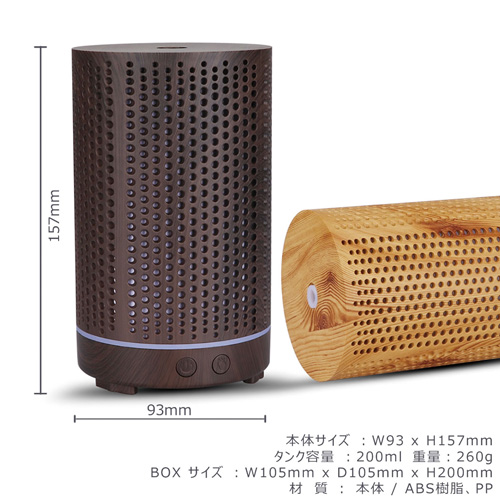 157mm
93mm
本体サイズ ：W93 x H157mm
タンク容量 ：200ml 重量：260g
BOX サイズ ：W105mm x D105mm x H200mm
材 質 ： 本体 / ABS樹脂、PP